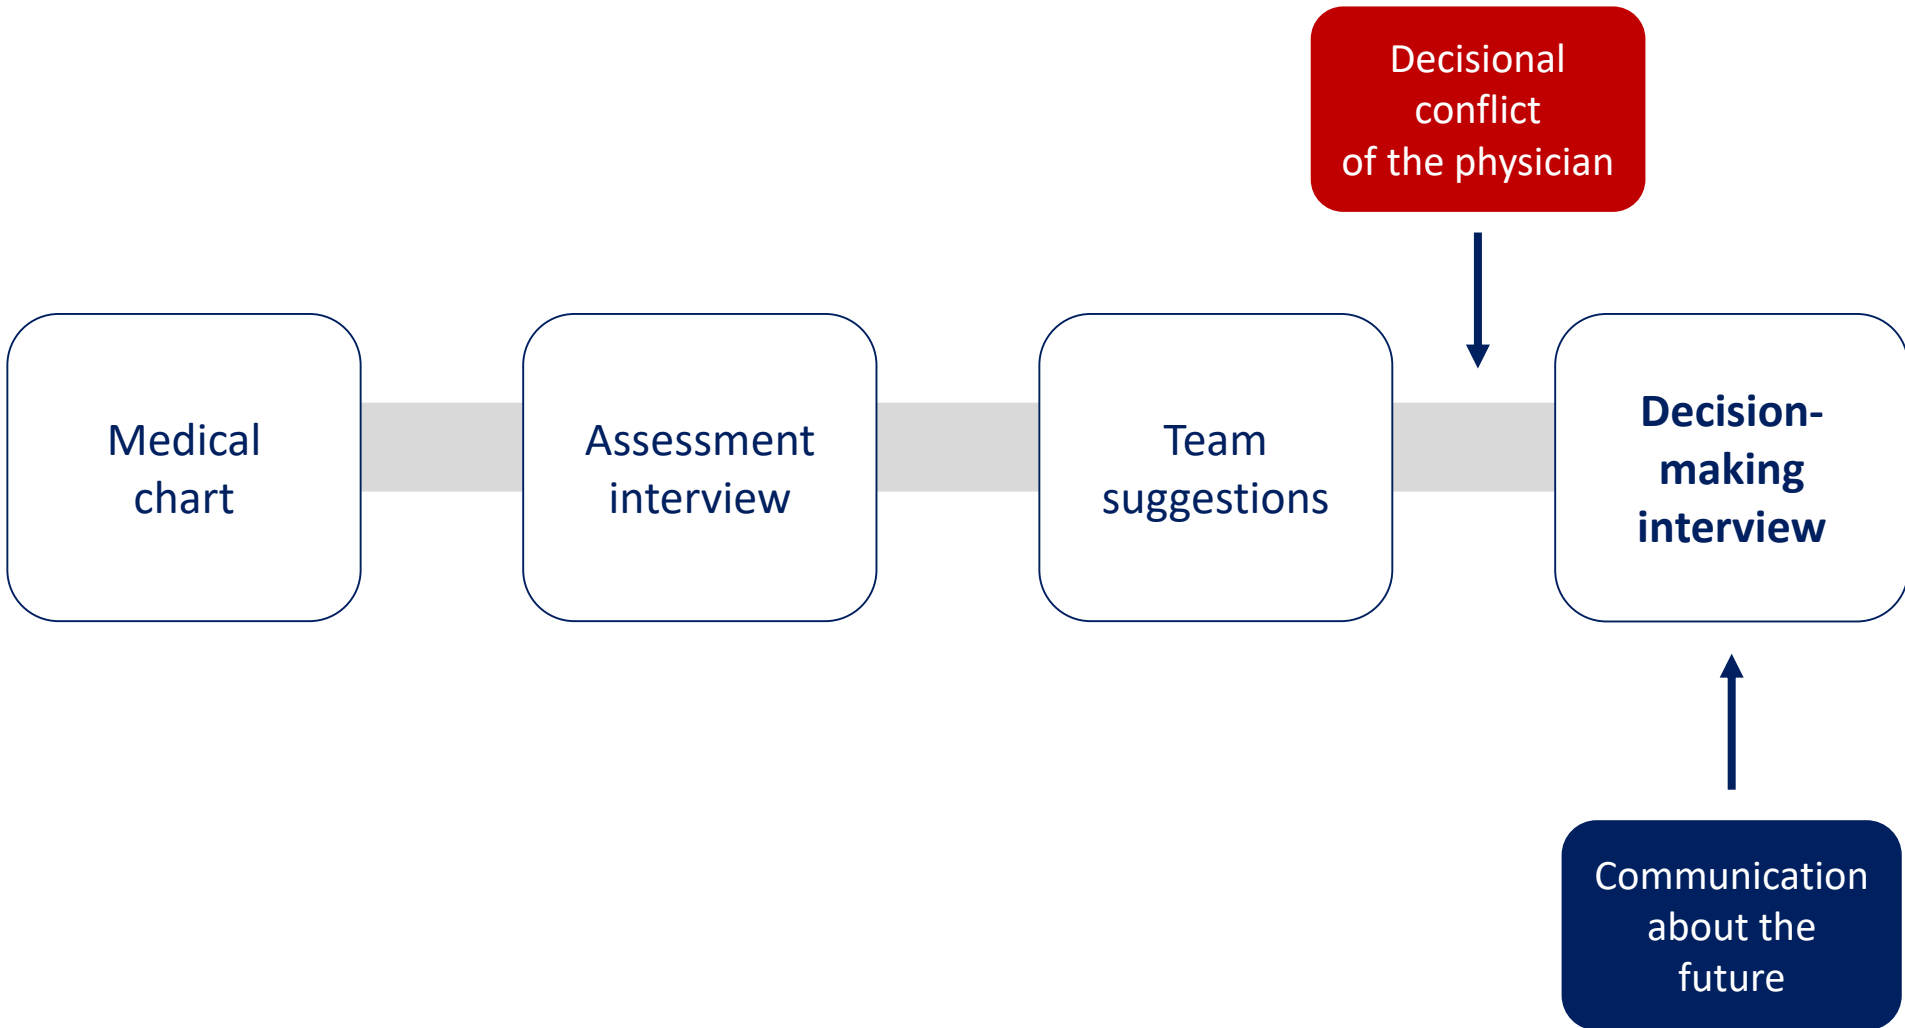 Decisional
conflict
of the physician
Medical
chart
Assessment
interview
Team
suggestions
Decision-
making
interview
Communication
about the
future